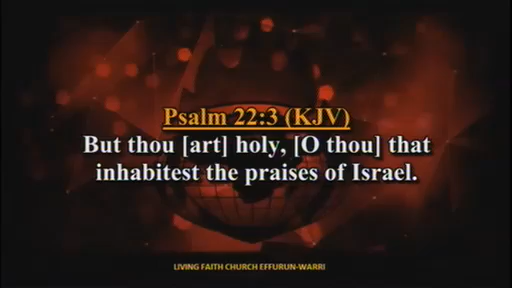 Psalm 22:3 (KJV)
But thou [art] holy, [O thou] that
inhabitest the praises of Israel.
LIVING FAITH CHURCH EFFURUN-WARRI